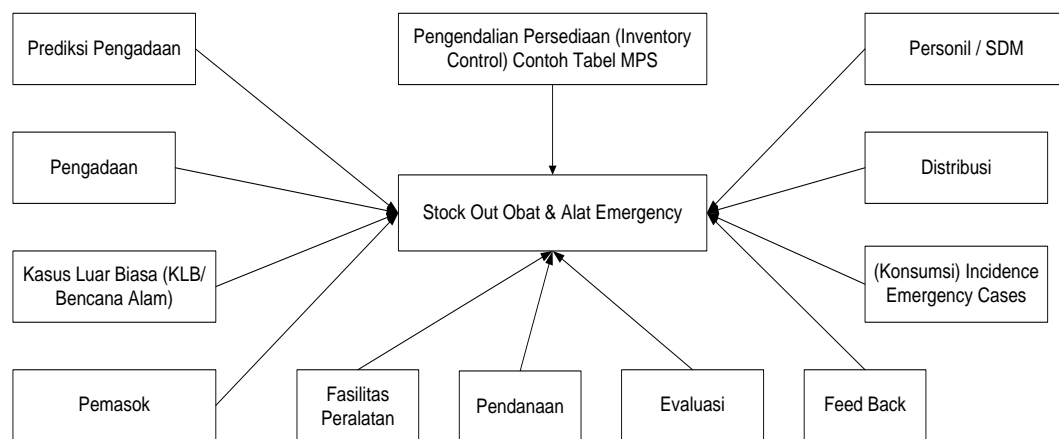 Prediksi Pengadaan
Pengendalian Persediaan (Inventory
Control) Contoh Tabel MPS
Personil / SDM
Pengadaan
Stock Out Obat & Alat Emergency
Distribusi
Kasus Luar Biasa (KLB/
Bencana Alam)
(Konsumsi) Incidence
Emergency Cases
Pemasok
Fasilitas
Peralatan
Pendanaan
Evaluasi
Feed Back